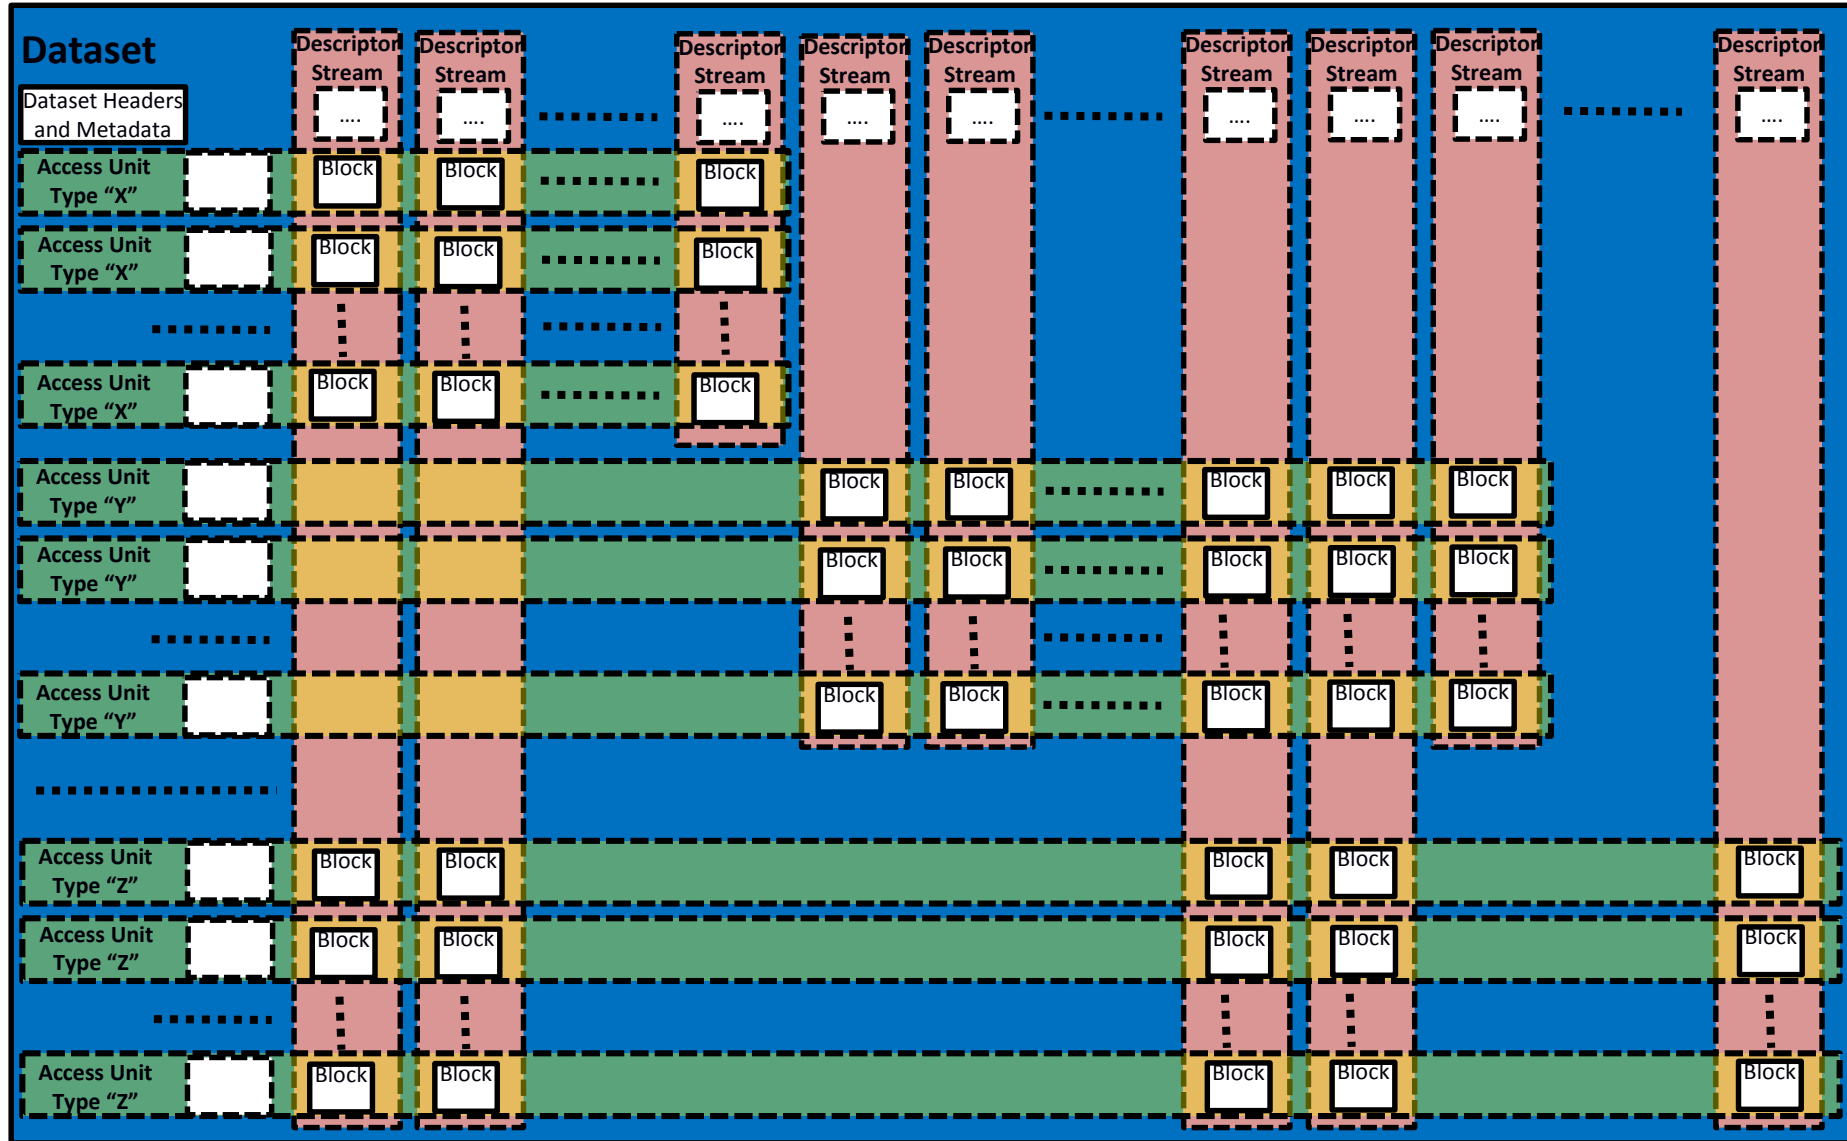 Dataset
Descriptor Descriptor Descriptor Descriptor Descriptor Descriptor Descriptor Descriptor Descriptor
Stream Stream Stream Stream Stream Stream Stream Stream Stream
Dataset Headers
and Metadata
.... .... .... .... .... .... .... .... ....
Access Unit
Type “X”
Block Block Block
Access Unit
Type “X”
Block Block Block
Access Unit
Type “X”
Block Block Block
Access Unit
Type “Y”
Block Block Block Block Block
Access Unit
Type “Y”
Block Block Block Block Block
Access Unit
Type “Y”
Block Block Block Block Block
Access Unit
Type “Z”
Block Block Block Block Block
Access Unit
Type “Z”
Block Block Block Block Block
Access Unit
Type “Z”
Block Block Block Block Block